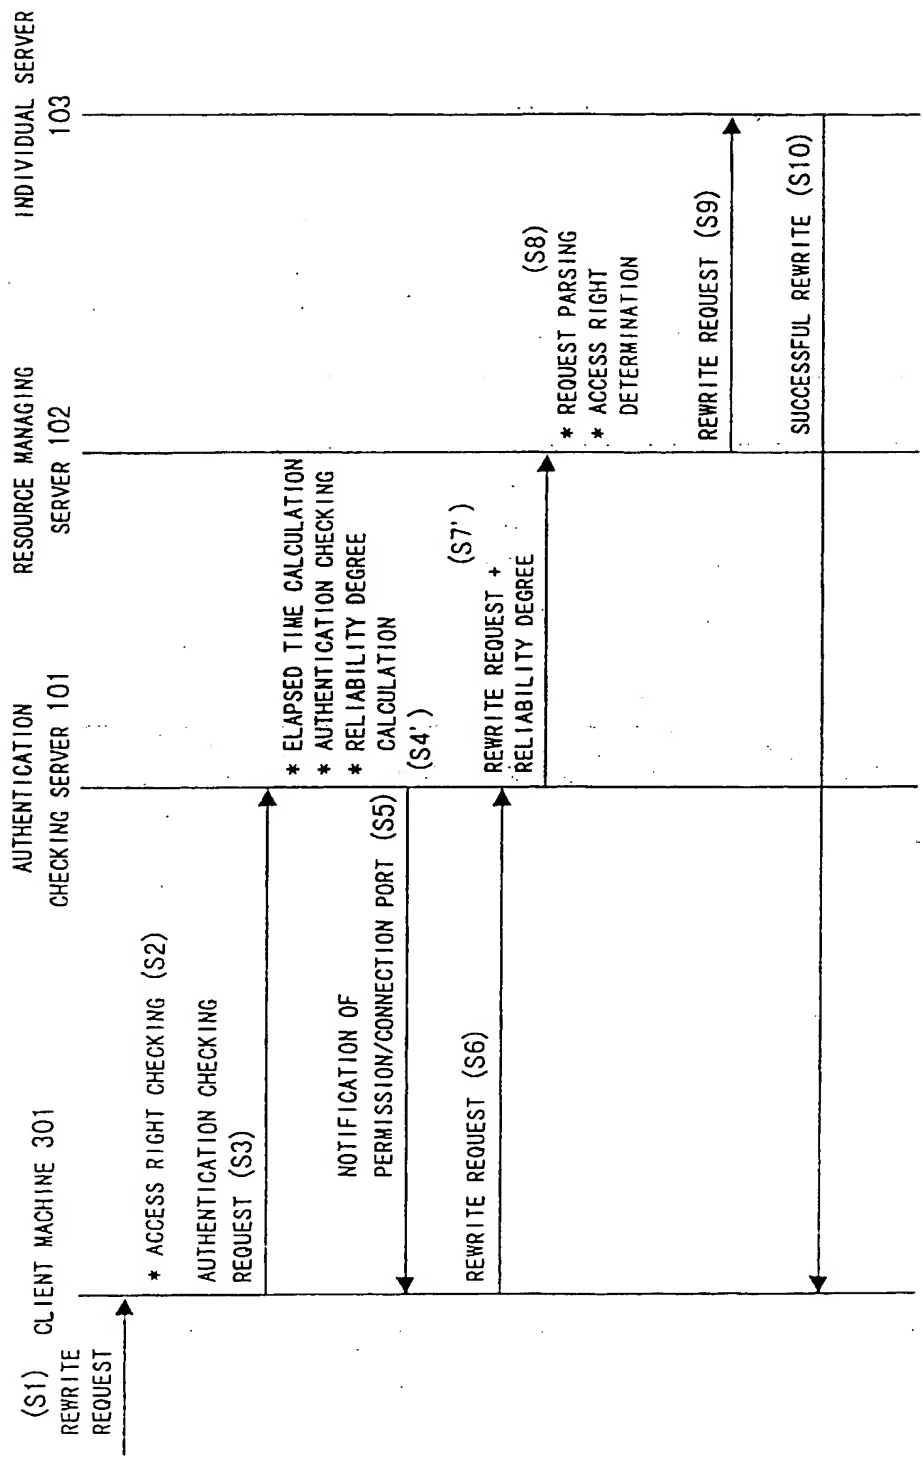 (S1)
REWRITE
REQUEST
CLIENT MACHINE 301
AUTHENTICATION
CHECKING SERVER 101
RESOURCE MANAGING
SERVER 102
INDIVIDUAL SERVER
103
* ACCESS RIGHT CHECKING (S2)
AUTHENTICATION CHECKING
REQUEST (S3)
* ELAPSED TIME CALCULATION
* AUTHENTICATION CHECKING
* RELIABILITY DEGREE
CALCULATION
(S4')
NOTIFICATION OF
PERMISSION/CONNECTION PORT (S5)
REWRITE REQUEST (S6)
(S7')
REWRITE REQUEST +
RELIABILITY DEGREE
(S8)
* REQUEST PARSING
* ACCESS RIGHT
DETERMINATION
REWRITE REQUEST (S9)
SUCCESSFUL REWRITE (S10)